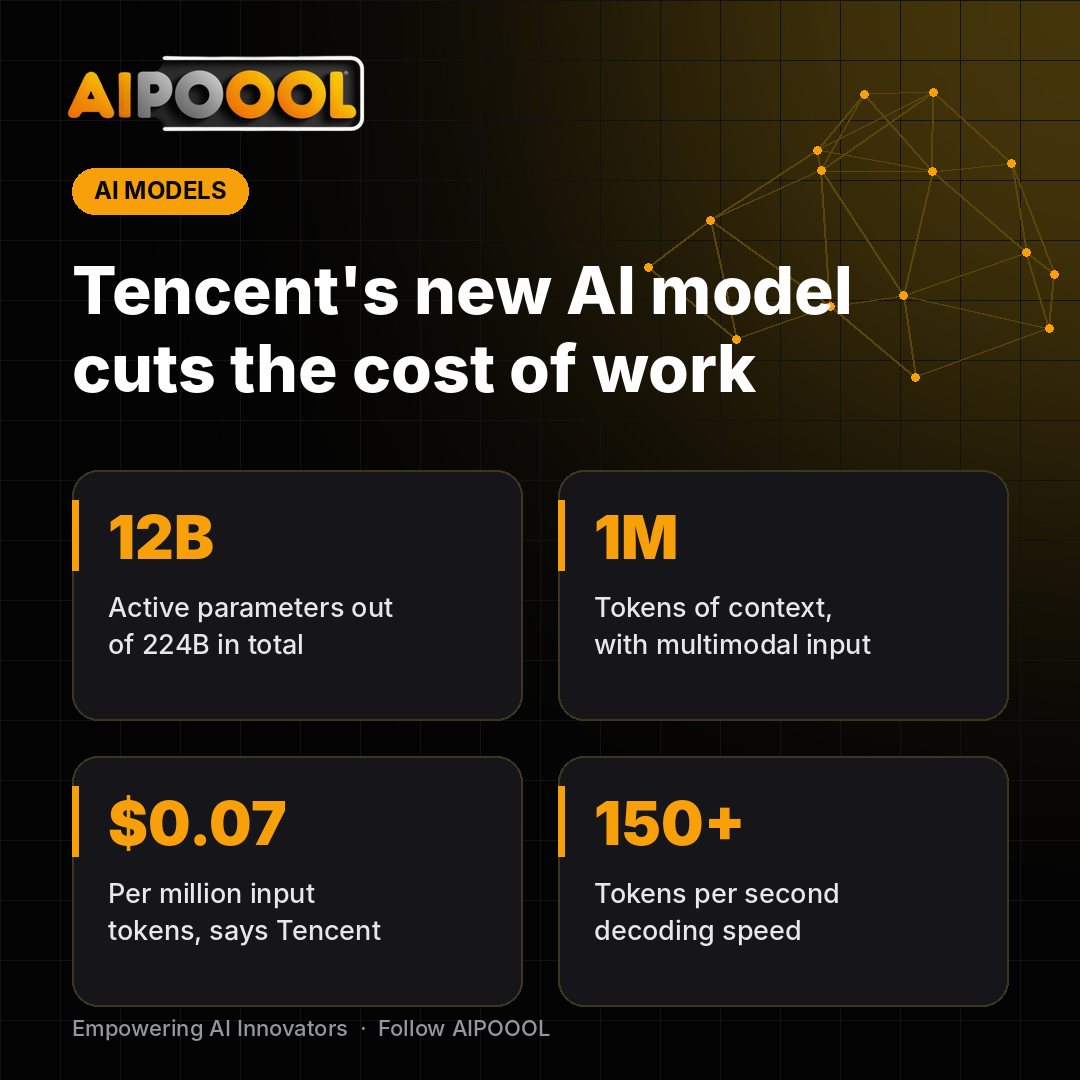 AIPOOOL
AI MODELS
Tencent's new AI model
cuts the cost of work
12B
Active parameters out
of 224B in total
1M
Tokens of context,
with multimodal input
$0.07
Per million input
tokens, says Tencent
150+
Tokens per second
decoding speed
Empowering AI Innovators · Follow AIPOOOL